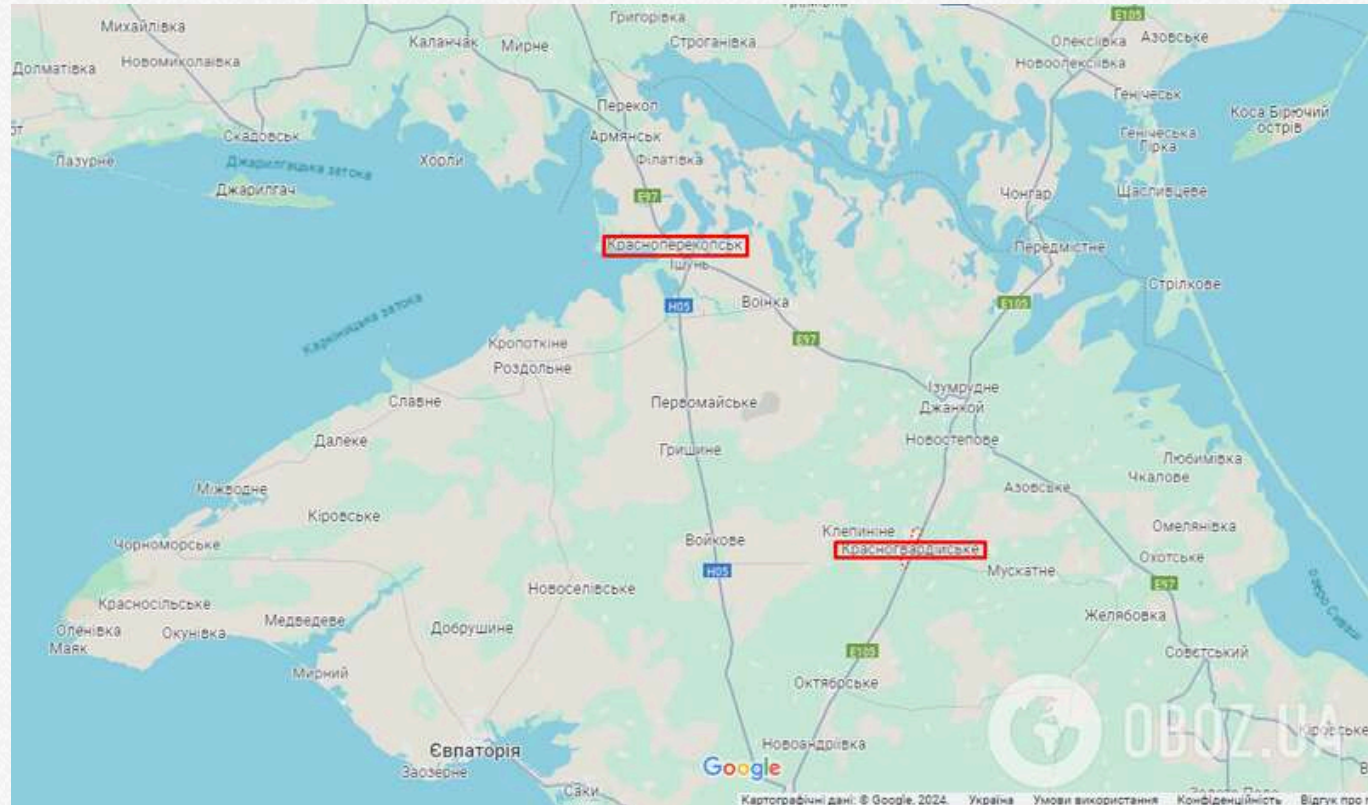 Григорівка
E105
Михайлівка
Каланчак
Мирне
Строганівка
Олексіївка
Азовське
Долматівка
Новомиколаївка
Новоолексіївка
Генічеськ
Перекоп
Коса Бірючий
острів
Скадовськ
Армянськ
Генічеська
Гірка
Лазурне
Джарилгацька затока
Хорли
Філатівка
Джарилгач
E97
Чонгар
Щасливцеве
Красноперекопськ
Передмістне
Ішунь
Стрілкове
Воїнка
H05
E105
Каркінітська затока
Кропоткіне
E97
Роздольне
Ізумрудне
Славне
Первомайське
Джанкой
Далеке
Новостепове
Гришине
Любимівка
Чкалове
Міжводне
Азовське
Кіровське
Омелянівка
Клепиніне
Чорноморське
Войкове
Красногвардійське
Охотське
H05
Мускатне
E97
Новоселівське
Красносільське
Желябовка
Медведеве
Оленівка
Окунівка
Добрушине
Маяк
E105
Совєтський
Мирний
Октябрське
OBOZ.UA
Євпаторія
Новоандріївка
Заозерне
Google
Саки
Картографічні дані: © Google, 2024. Україна Умови використання Конфіденційність